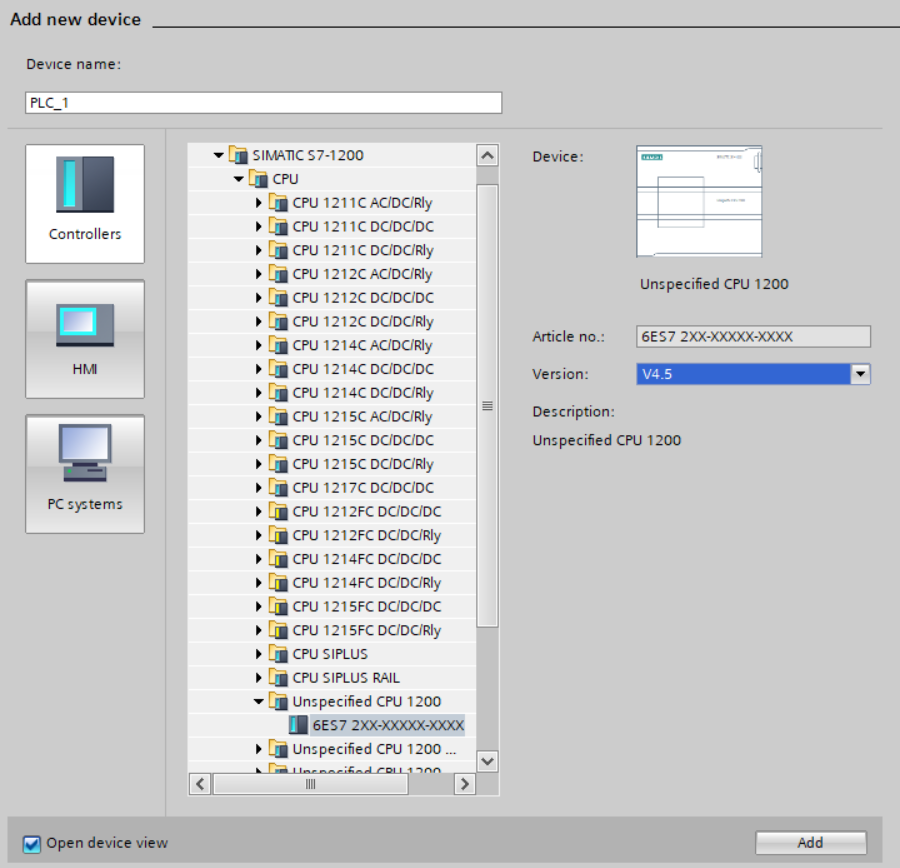 Add new device
Device name:
PLC_1
Controllers
HMI
PC systems
SIMATIC S7-1200
CPU
CPU 1211C AC/DC/Rly
CPU 1211C DC/DC/DC
CPU 1211C DC/DC/Rly
CPU 1212C AC/DC/Rly
CPU 1212C DC/DC/DC
CPU 1212C DC/DC/Rly
CPU 1214C AC/DC/Rly
CPU 1214C DC/DC/DC
CPU 1214C DC/DC/Rly
CPU 1215C AC/DC/Rly
CPU 1215C DC/DC/DC
CPU 1215C DC/DC/Rly
CPU 1217C DC/DC/DC
CPU 1212FC DC/DC/DC
CPU 1212FC DC/DC/Rly
CPU 1214FC DC/DC/DC
CPU 1214FC DC/DC/Rly
CPU 1215FC DC/DC/DC
CPU 1215FC DC/DC/Rly
CPU SIPLUS
CPU SIPLUS RAIL
Unspecified CPU 1200
6ES7 2XX-XXXXX-XXXX
Unspecified CPU 1200 ...
Unspecified CPU 1200
Device:
SIEMENS
Unspecified CPU 1200
Article no.:
6ES7 2XX-XXXXX-XXXX
Version:
V4.5
Description:
Unspecified CPU 1200
Open device view
Add